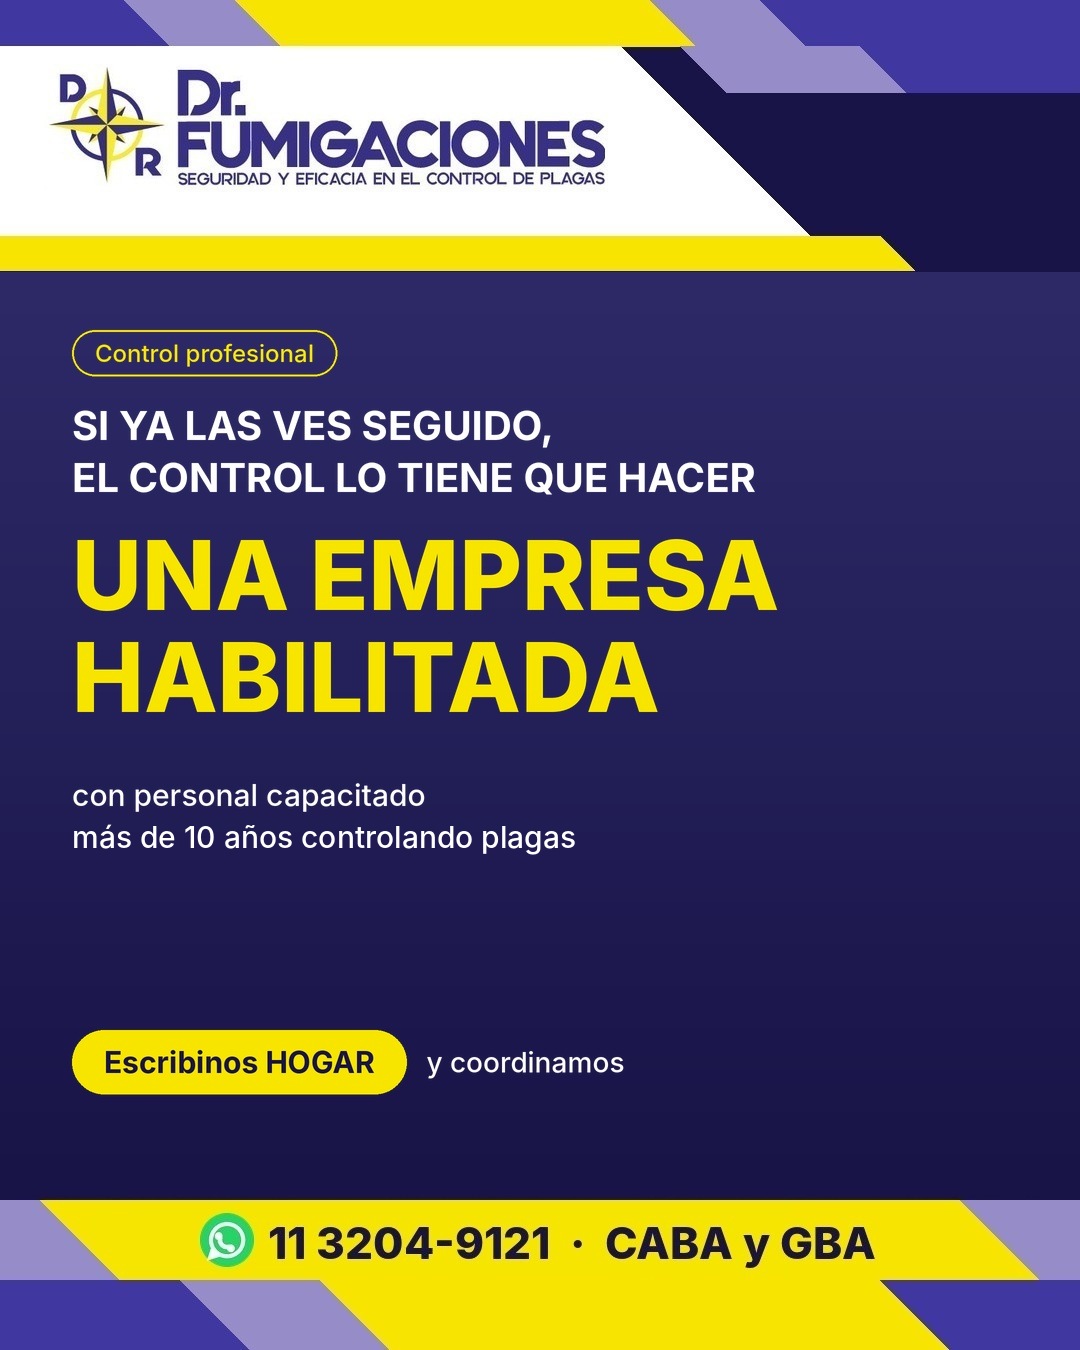 D
R
Dr.
FUMIGACIONES
SEGURIDAD Y EFICACIA EN EL CONTROL DE PLAGAS
Control profesional
SI YA LAS VES SEGUIDO,
EL CONTROL LO TIENE QUE HACER
UNA EMPRESA
HABILITADA
con personal capacitado
más de 10 años controlando plagas
Escribinos HOGAR y coordinamos
11 3204-9121 · CABA y GBA